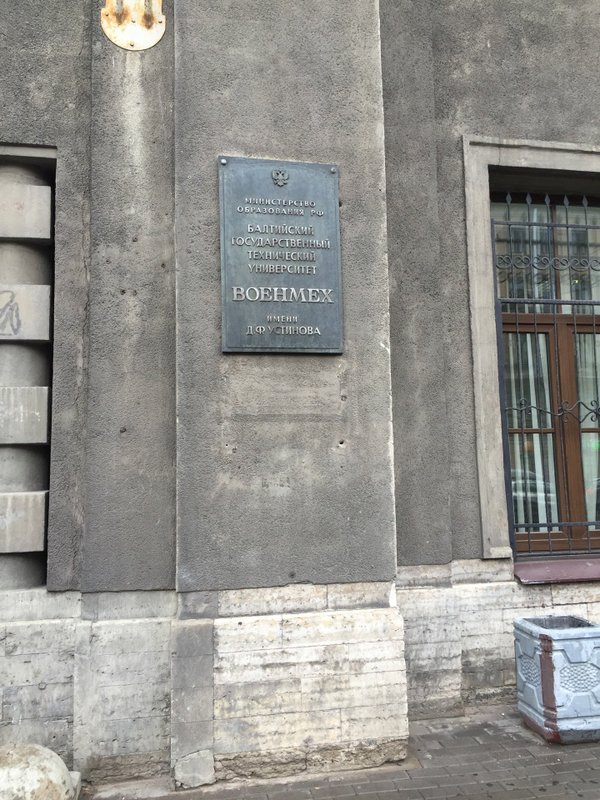 МИНИСТЕРСТВО
ОБРАЗОВАНИЯ РФ
БАЛТИЙСКИЙ
ГОСУДАРСТВЕННЫЙ
ТЕХНИЧЕСКИЙ
УНИВЕРСИТЕТ
ВОЕНМЕХ
ИМЕНИ
Д.Ф.УСТИНОВА